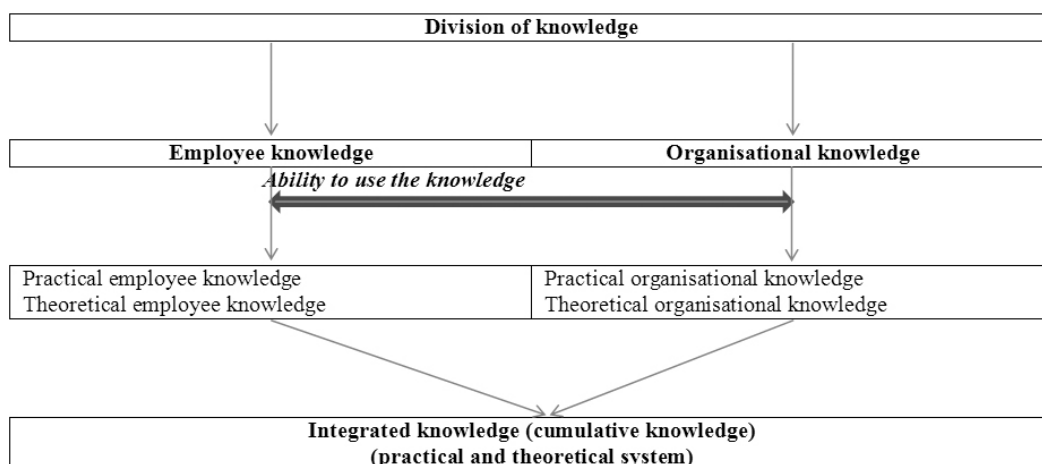 Division of knowledge
Employee knowledge
Organisational knowledge
Ability to use the knowledge
Practical employee knowledge
Theoretical employee knowledge
Practical organisational knowledge
Theoretical organisational knowledge
Integrated knowledge (cumulative knowledge)
(practical and theoretical system)